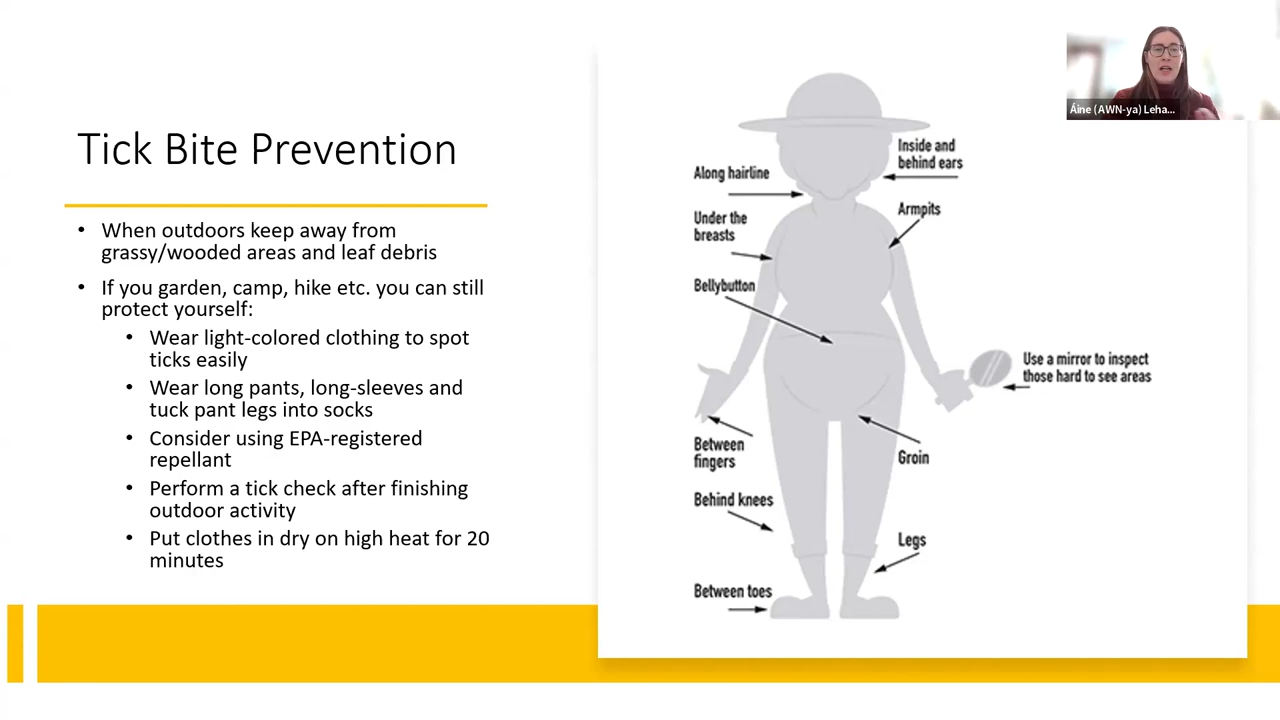 Áine (AWN-ya) Leha...
Tick Bite Prevention
• When outdoors keep away from
grassy/wooded areas and leaf debris
• If you garden, camp, hike etc. you can still
protect yourself:
• Wear light-colored clothing to spot
ticks easily
• Wear long pants, long-sleeves and
tuck pant legs into socks
• Consider using EPA-registered
repellant
• Perform a tick check after finishing
outdoor activity
• Put clothes in dry on high heat for 20
minutes
Along hairline
Inside and
behind ears
Under the
breasts
Armpits
Bellybutton
Use a mirror to inspect
those hard to see areas
Between
fingers
Groin
Behind knees
Legs
Between toes